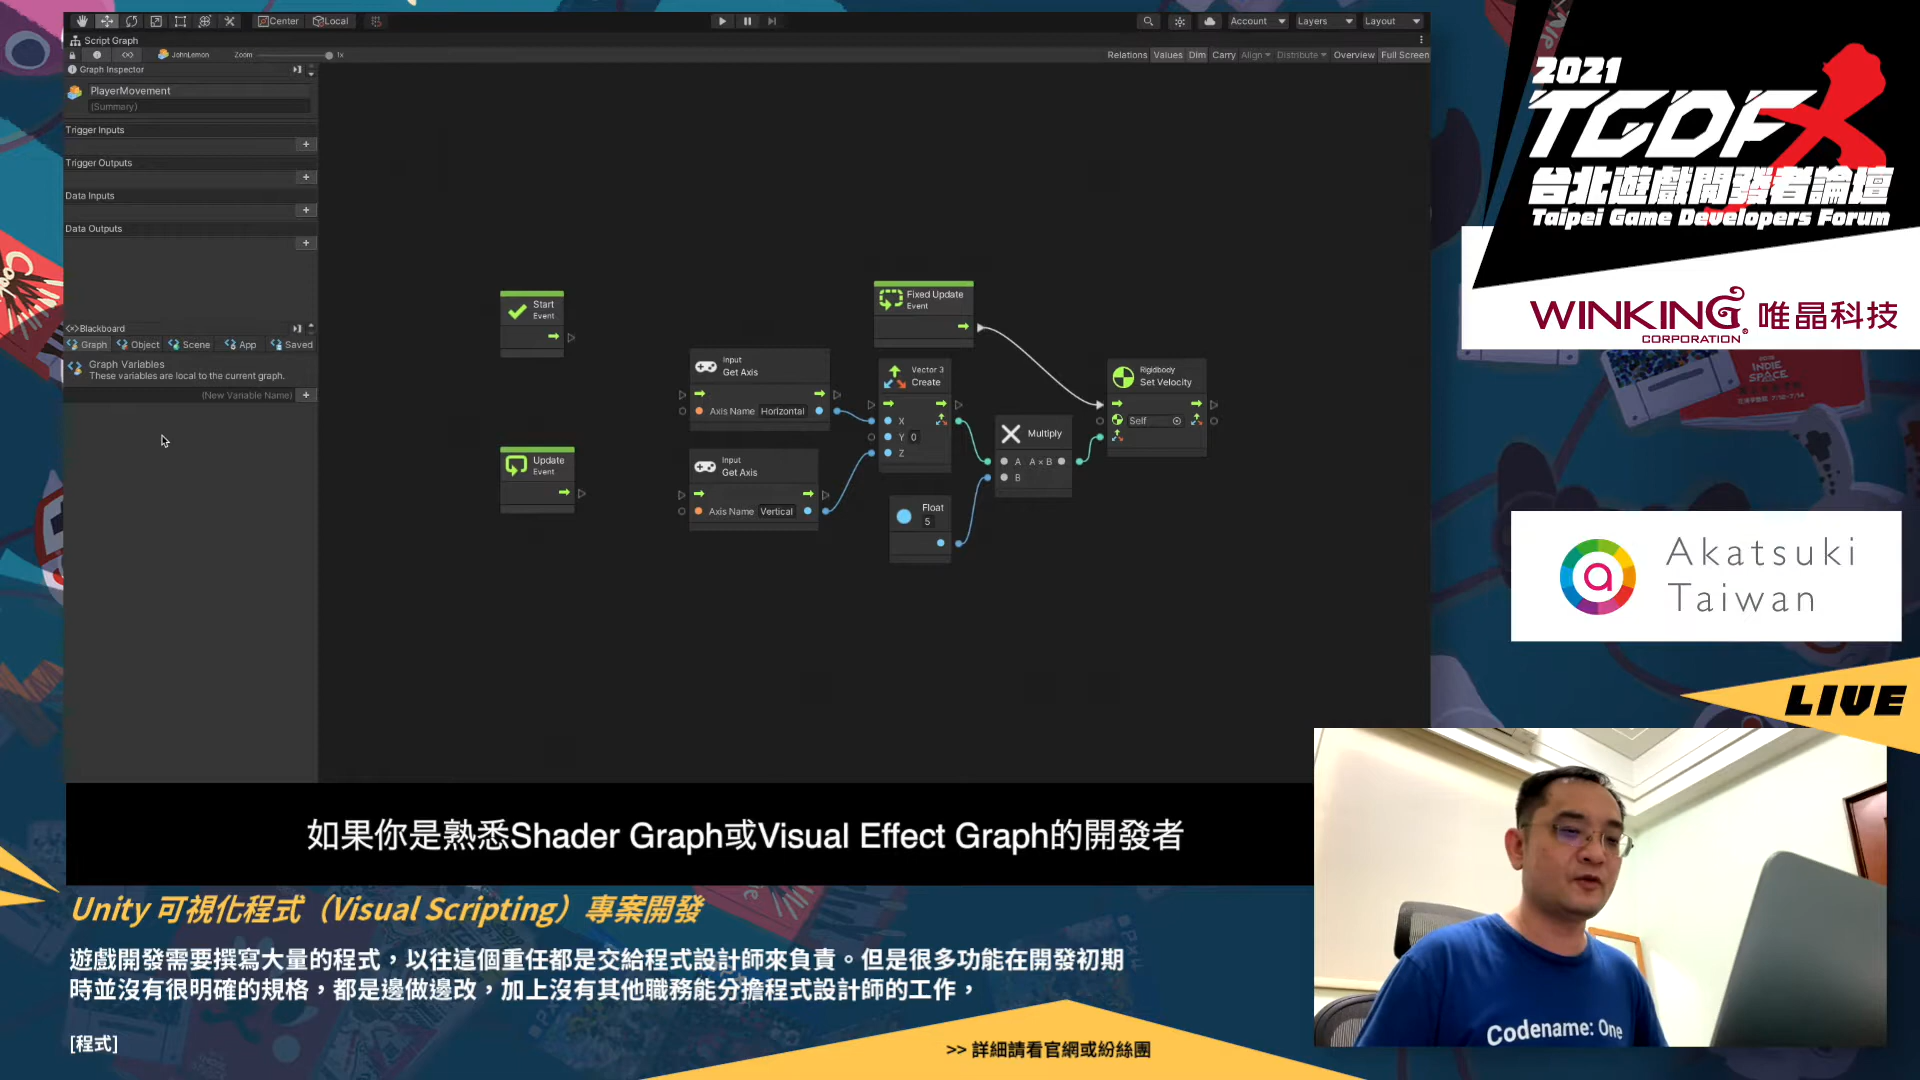 Center
Local
Account
Layers
Layout
Script Graph
JohnLemon
Zoom
1x
Relations
Values
Dim
Carry
Align
Distribute
Overview
Full Screen
Graph Inspector
PlayerMovement
(Summary)
Trigger Inputs
Trigger Outputs
Data Inputs
Data Outputs
Blackboard
Graph
Object
Scene
App
Saved
Graph Variables
These variables are local to the current graph.
(New Variable Name)
Start
Event
Update
Event
Input
Get Axis
Axis Name Horizontal
Input
Get Axis
Axis Name Vertical
Fixed Update
Event
Vector 3
Create
X
Y 0
Z
Float
5
Multiply
A A × B
B
Rigidbody
Set Velocity
Self
如果你是熟悉Shader Graph或Visual Effect Graph的開發者
Unity 可視化程式（Visual Scripting）專案開發
遊戲開發需要撰寫大量的程式，以往這個重任都是交給程式設計師來負責。但是很多功能在開發初期
時並沒有很明確的規格，都是邊做邊改，加上沒有其他職務能分擔程式設計師的工作，
[程式]
>> 詳細請看官網或紛絲團
2021
TGDF X
台北遊戲開發者論壇
Taipei Game Developers Forum
WINKING 唯晶科技
CORPORATION
Akatsuki
Taiwan
LIVE
Codename: One
INDIE
SPACE